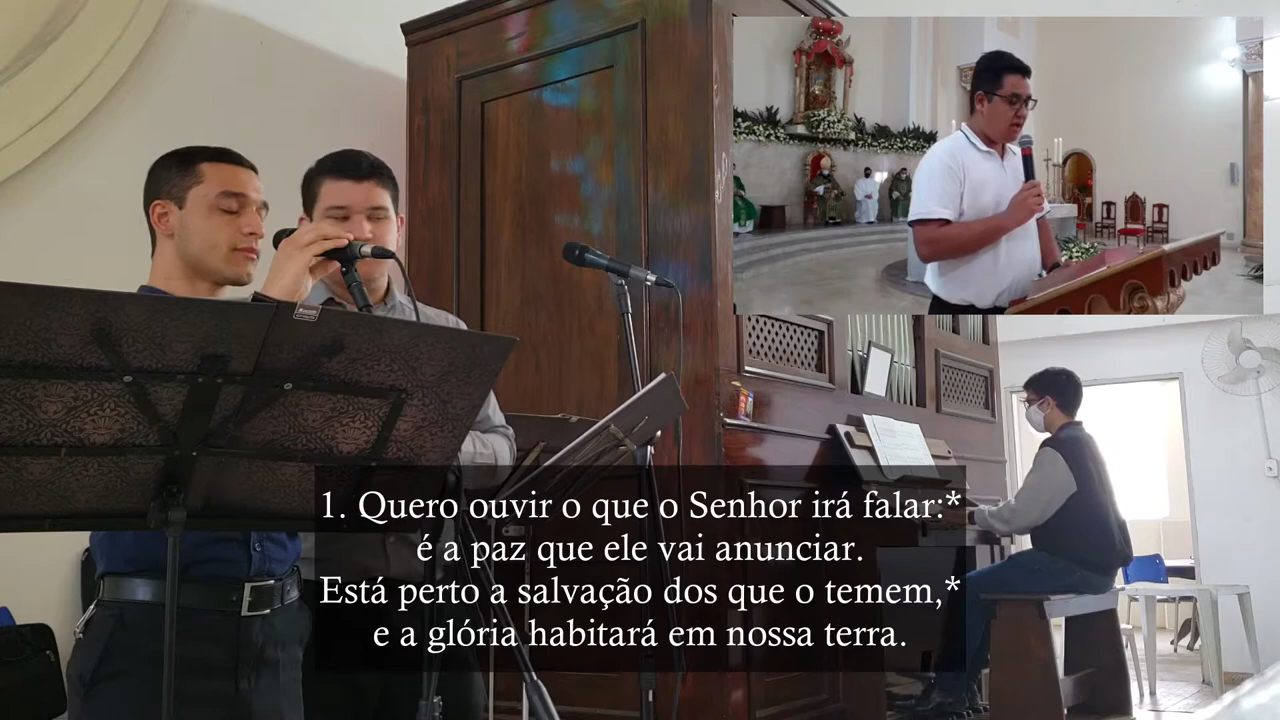 1. Quero ouvir o que o Senhor irá falar:*
é a paz que ele vai anunciar.
Está perto a salvação dos que o temem,*
e a glória habitará em nossa terra.